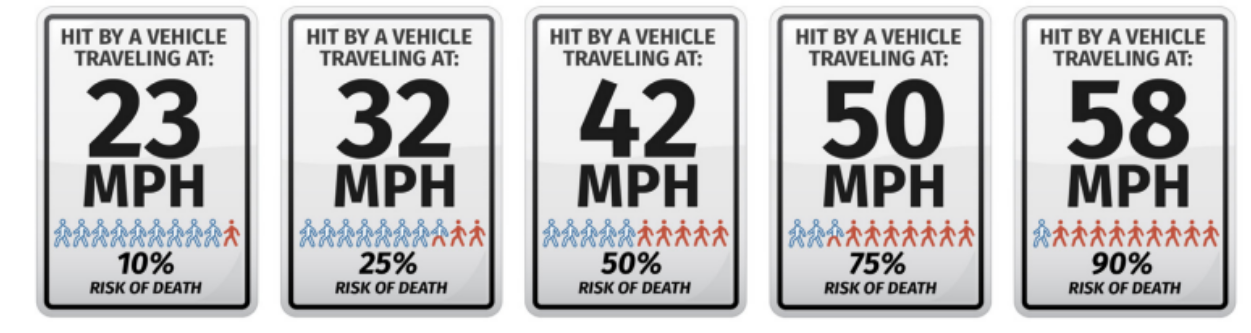 HIT BY A VEHICLE
TRAVELING AT:
23
MPH
10%
RISK OF DEATH
HIT BY A VEHICLE
TRAVELING AT:
32
MPH
25%
RISK OF DEATH
HIT BY A VEHICLE
TRAVELING AT:
42
MPH
50%
RISK OF DEATH
HIT BY A VEHICLE
TRAVELING AT:
50
MPH
75%
RISK OF DEATH
HIT BY A VEHICLE
TRAVELING AT:
58
MPH
90%
RISK OF DEATH